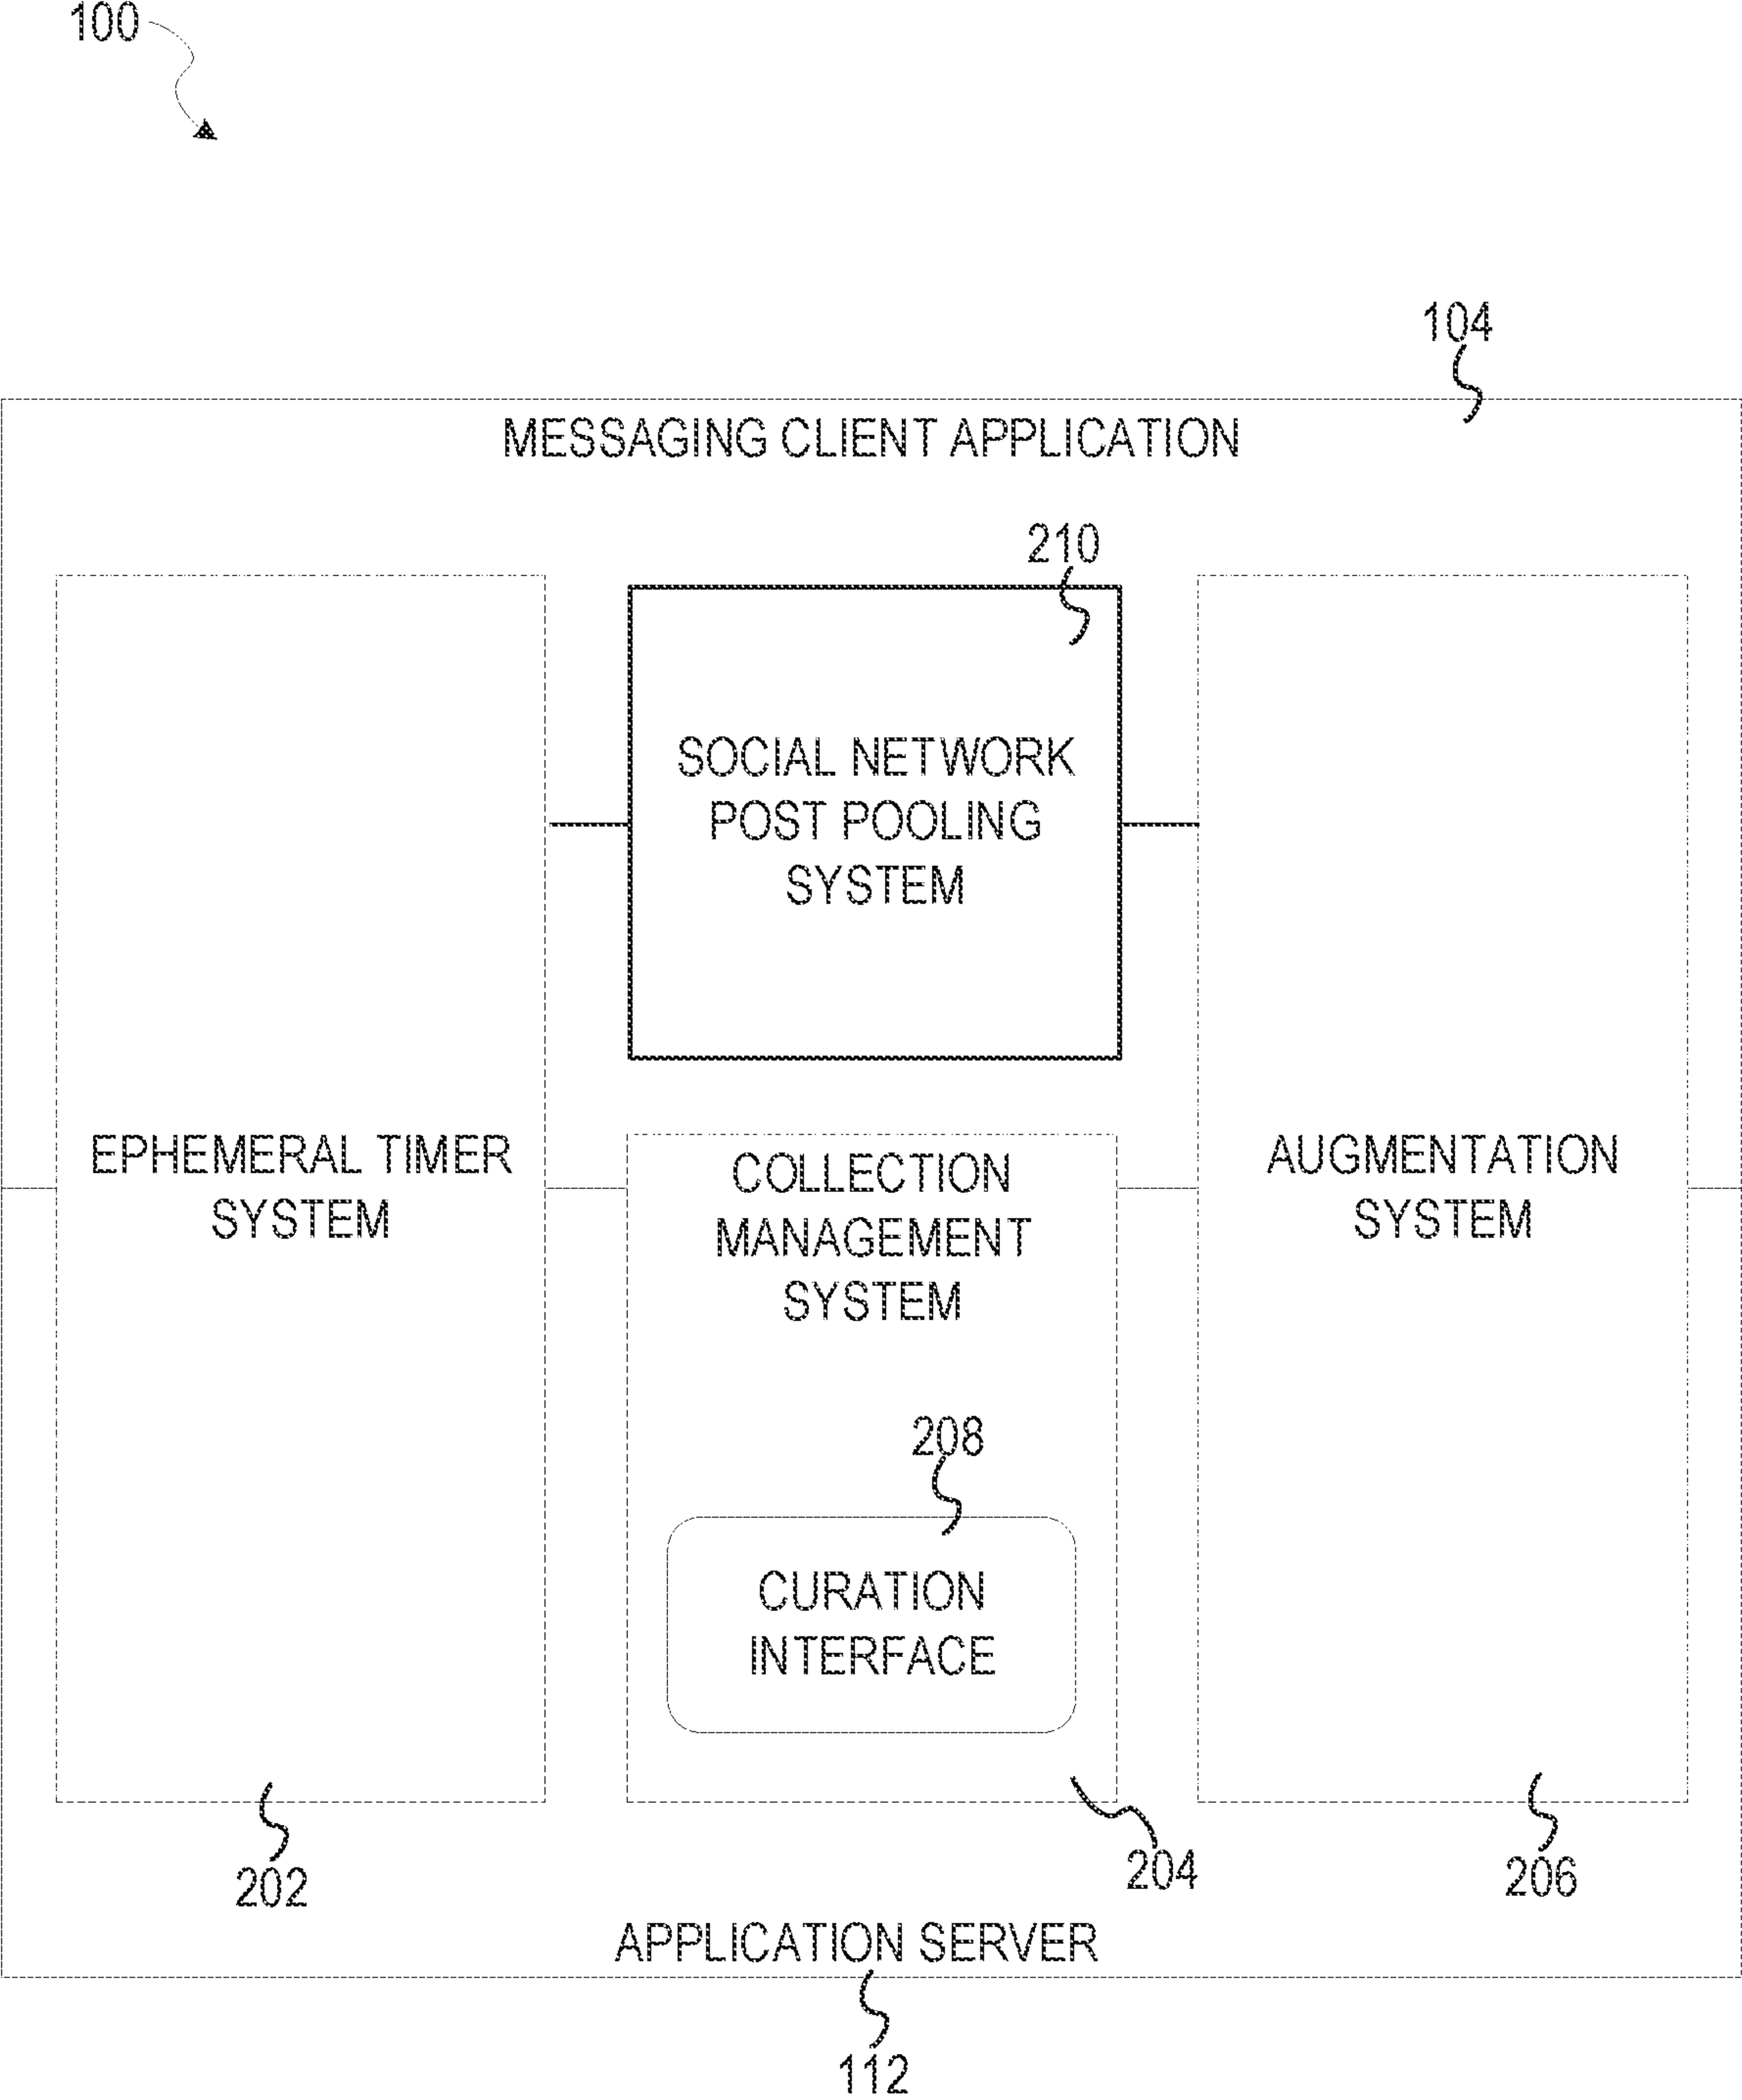 100
104
MESSAGING CLIENT APPLICATION
210
SOCIAL NETWORK
POST POOLING
SYSTEM
EPHEMERAL TIMER
SYSTEM
COLLECTION
MANAGEMENT
SYSTEM
AUGMENTATION
SYSTEM
208
CURATION
INTERFACE
202
204
206
APPLICATION SERVER
112